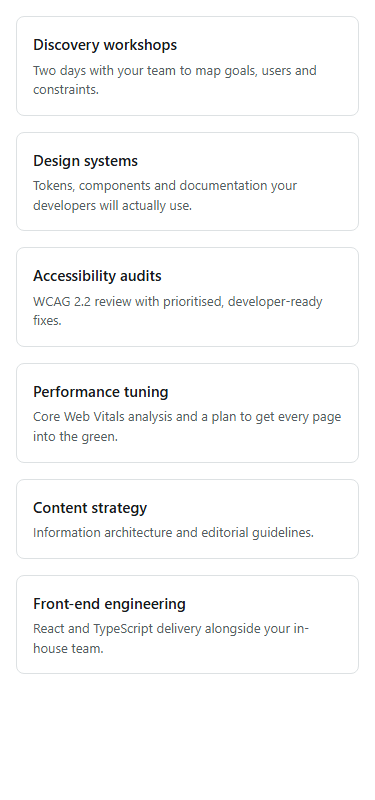 Discovery workshops
Two days with your team to map goals, users and
constraints.
Design systems
Tokens, components and documentation your
developers will actually use.
Accessibility audits
WCAG 2.2 review with prioritised, developer-ready
fixes.
Performance tuning
Core Web Vitals analysis and a plan to get every page
into the green.
Content strategy
Information architecture and editorial guidelines.
Front-end engineering
React and TypeScript delivery alongside your in-
house team.